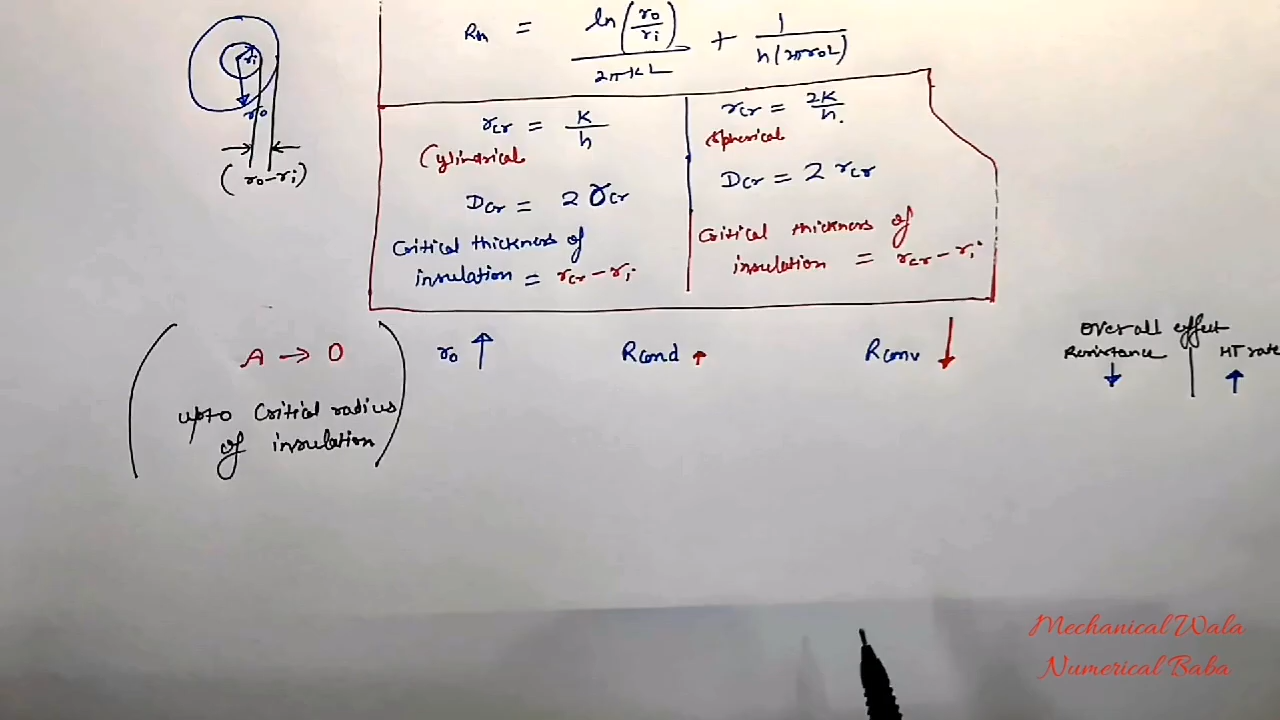 ri
ro
(ro-ri)
Rth = ln(ro/ri)/2πKL + 1/h(2πroL)
rcr = K/h
Cylindrical
Dcr = 2 rcr
Critical thickness of
insulation = rcr - ri
rcr = 2K/h.
Spherical
Dcr = 2 rcr
Critical thickness of
insulation = rcr - ri
(A → O
upto Critical radius
of insulation)
ro ↑ Rcond ↑ Rconv ↓
Overall effect
Resistance | HT rate
↓ ↑
Mechanical Wala
Numerical Baba